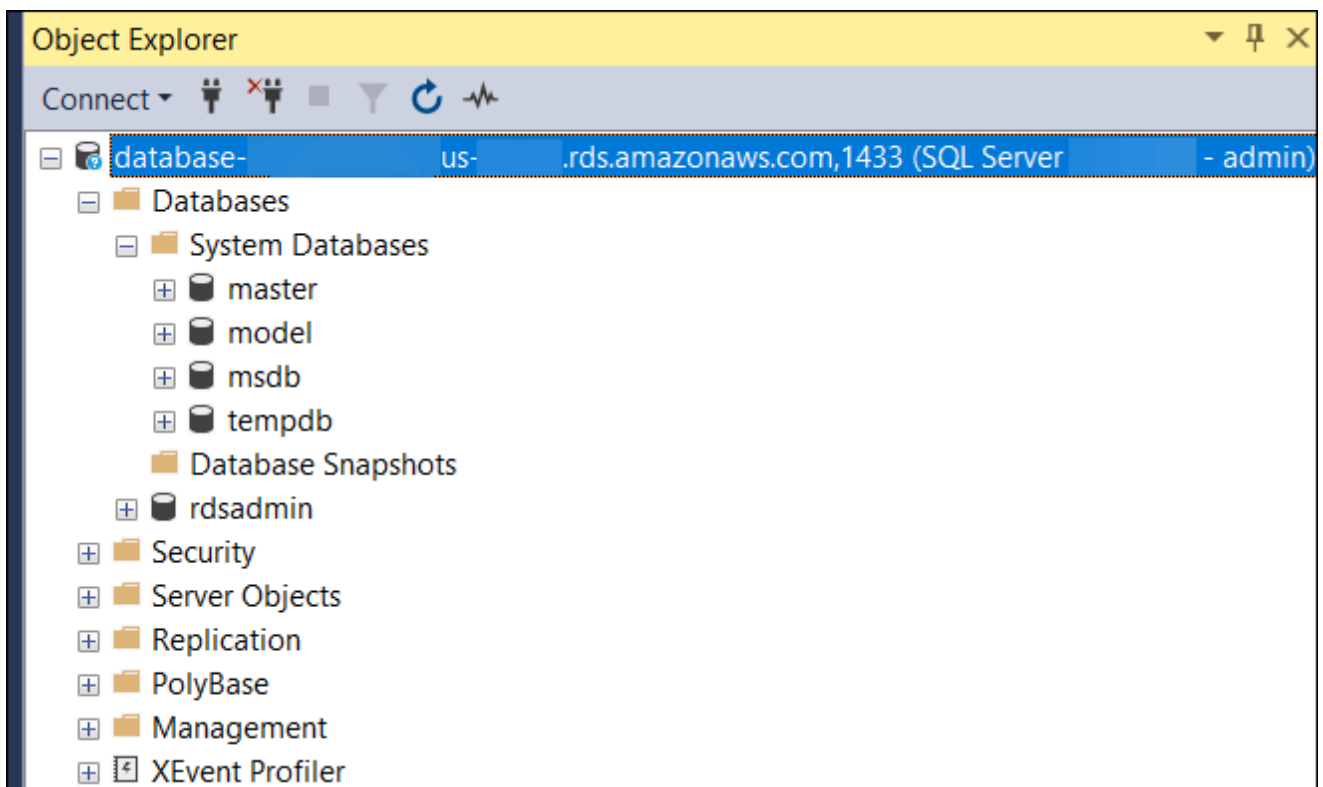 Object Explorer
Connect
database- us- .rds.amazonaws.com,1433 (SQL Server - admin)
Databases
System Databases
master
model
msdb
tempdb
Database Snapshots
rdsadmin
Security
Server Objects
Replication
PolyBase
Management
XEvent Profiler